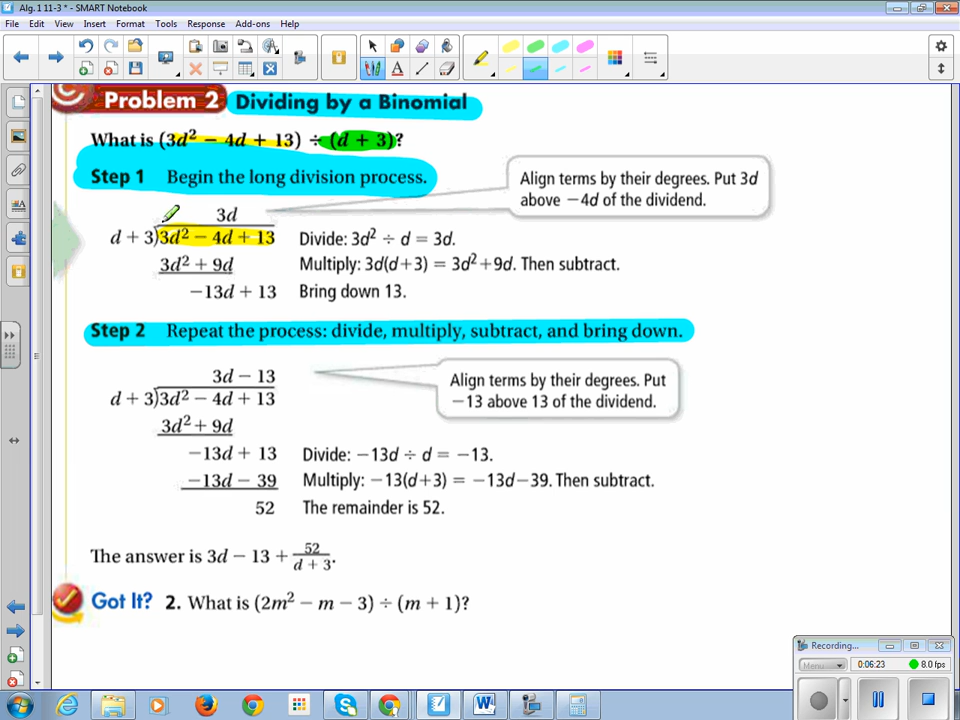 Alg. 1 11-3 * - SMART Notebook
File Edit View Insert Format Tools Response Add-ons Help
Problem 2 Dividing by a Binomial
What is (3d² − 4d + 13) ÷ (d + 3)?
Step 1 Begin the long division process.
Align terms by their degrees. Put 3d
above −4d of the dividend.
3d
d + 3)3d² − 4d + 13 Divide: 3d² ÷ d = 3d.
3d² + 9d Multiply: 3d(d+3) = 3d²+9d. Then subtract.
−13d + 13 Bring down 13.
Step 2 Repeat the process: divide, multiply, subtract, and bring down.
Align terms by their degrees. Put
−13 above 13 of the dividend.
3d − 13
d + 3)3d² − 4d + 13
3d² + 9d
−13d + 13 Divide: −13d ÷ d = −13.
−13d − 39 Multiply: −13(d+3) = −13d−39. Then subtract.
52 The remainder is 52.
The answer is 3d − 13 + 52/(d + 3).
Got It? 2. What is (2m² − m − 3) ÷ (m + 1)?
Recording...
Menu 0:06:23 8.0 fps